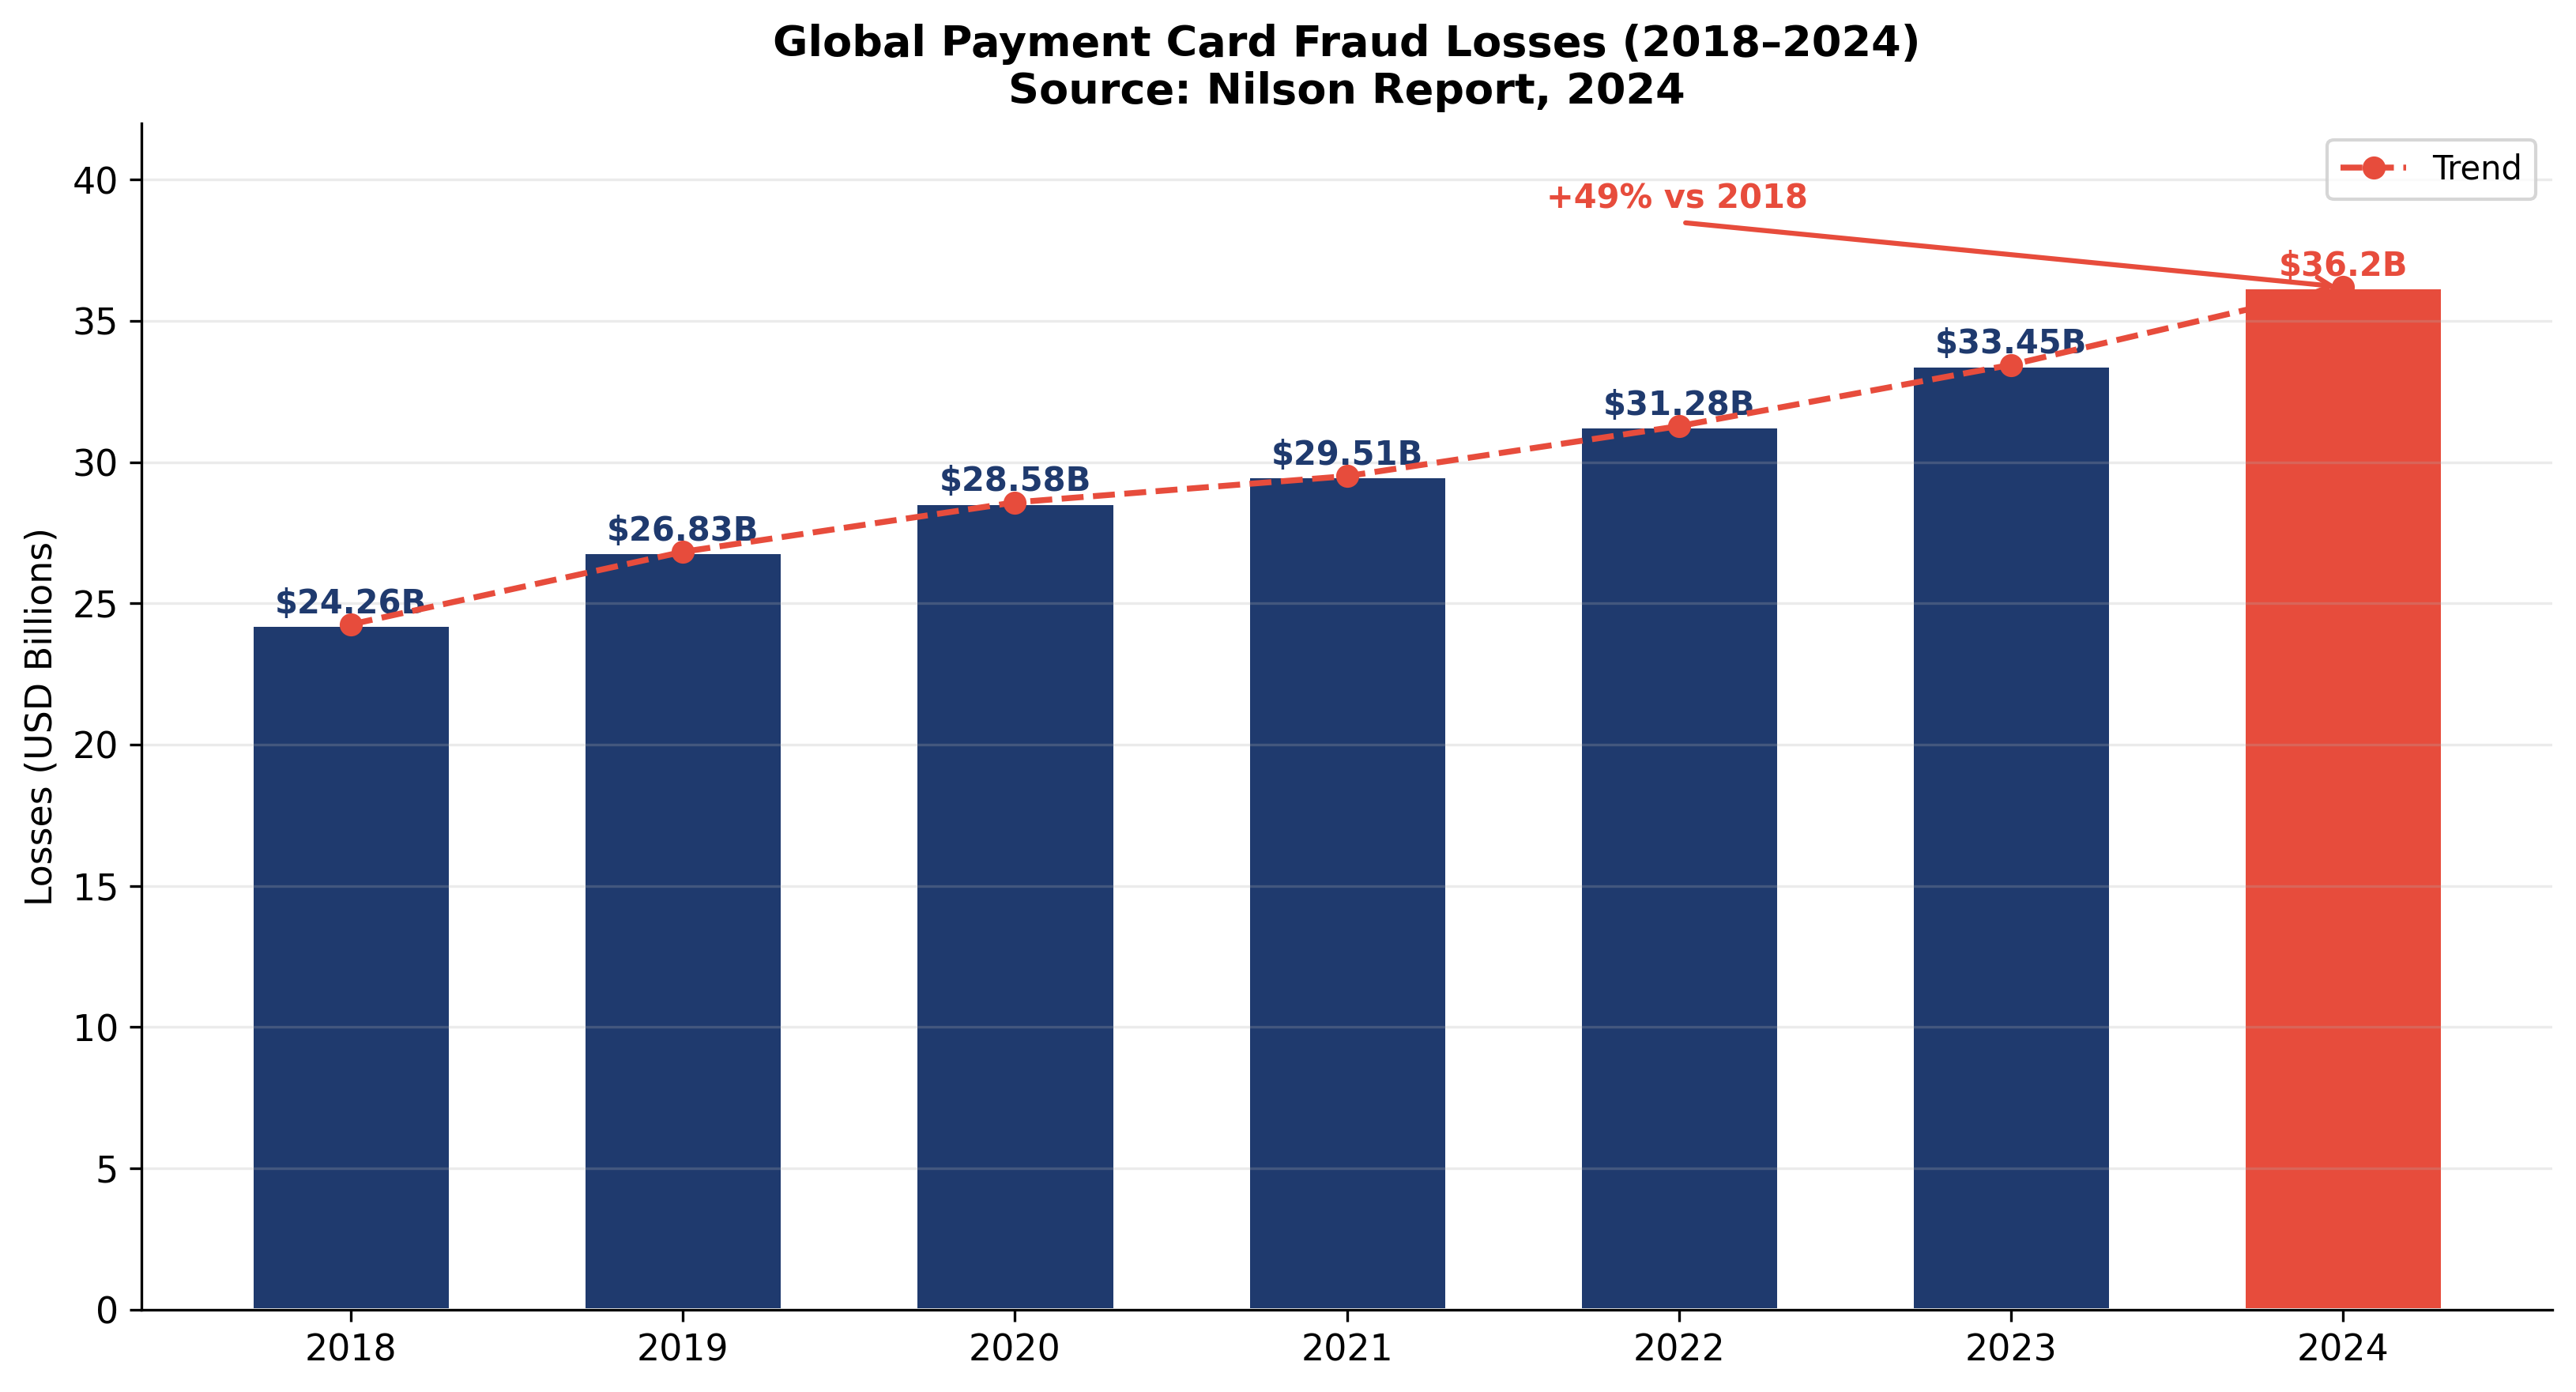 Global Payment Card Fraud Losses (2018–2024)
Source: Nilson Report, 2024
Trend
+49% vs 2018
$36.2B
$33.45B
$31.28B
$29.51B
$28.58B
$26.83B
$24.26B
Losses (USD Billions)
40
35
30
25
20
15
10
5
0
2018 2019 2020 2021 2022 2023 2024